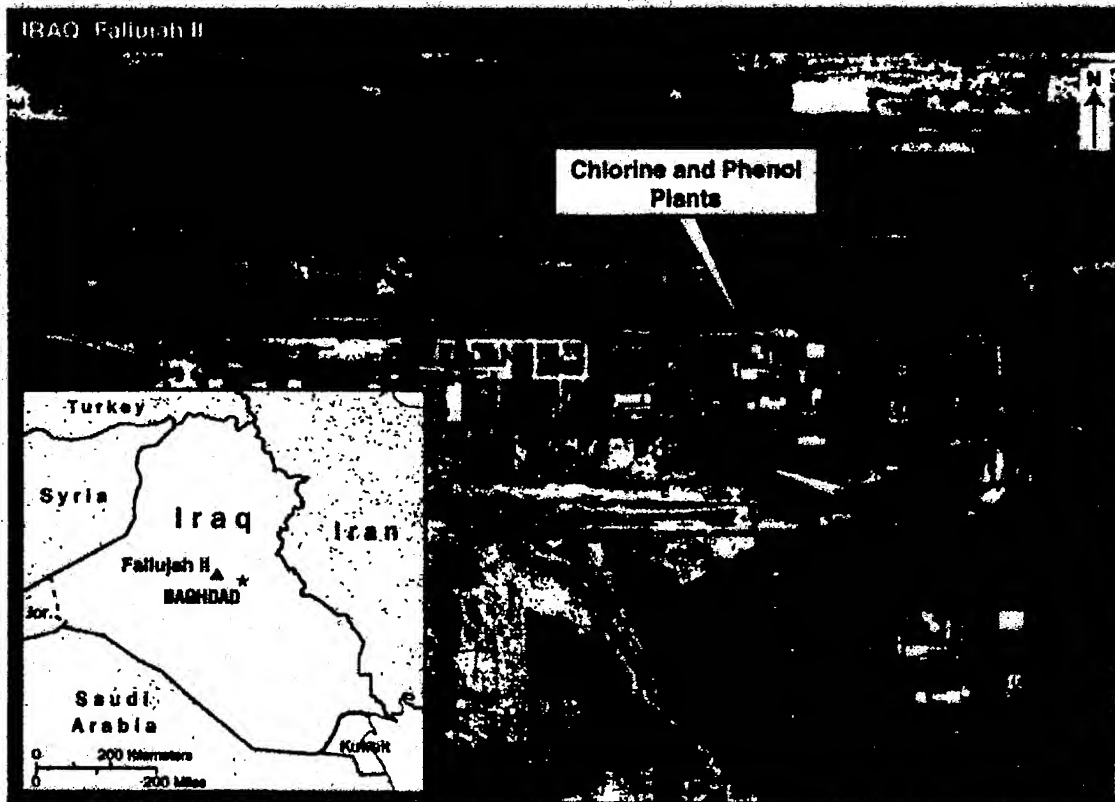 IRAQ Fallujah II
N
Chlorine and Phenol
Plants
Turkey
Syria
Iraq
Iran
Fallujah II
BAGHDAD
Jor.
Saudi
Arabia
Kuwait
0 200 Kilometers
0 200 Miles